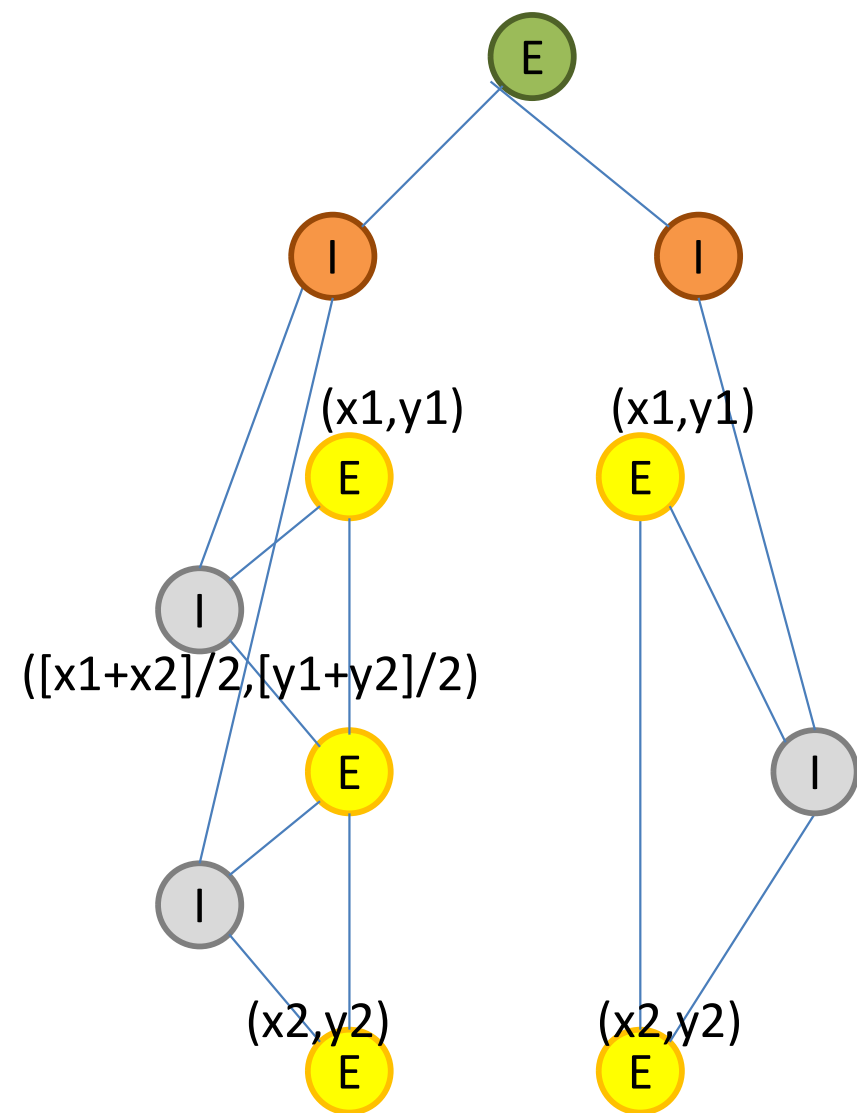 E
I
I
(x1,y1)
(x1,y1)
E
E
I
([x1+x2]/2,[y1+y2]/2)
E
I
I
(x2,y2)
(x2,y2)
E
E